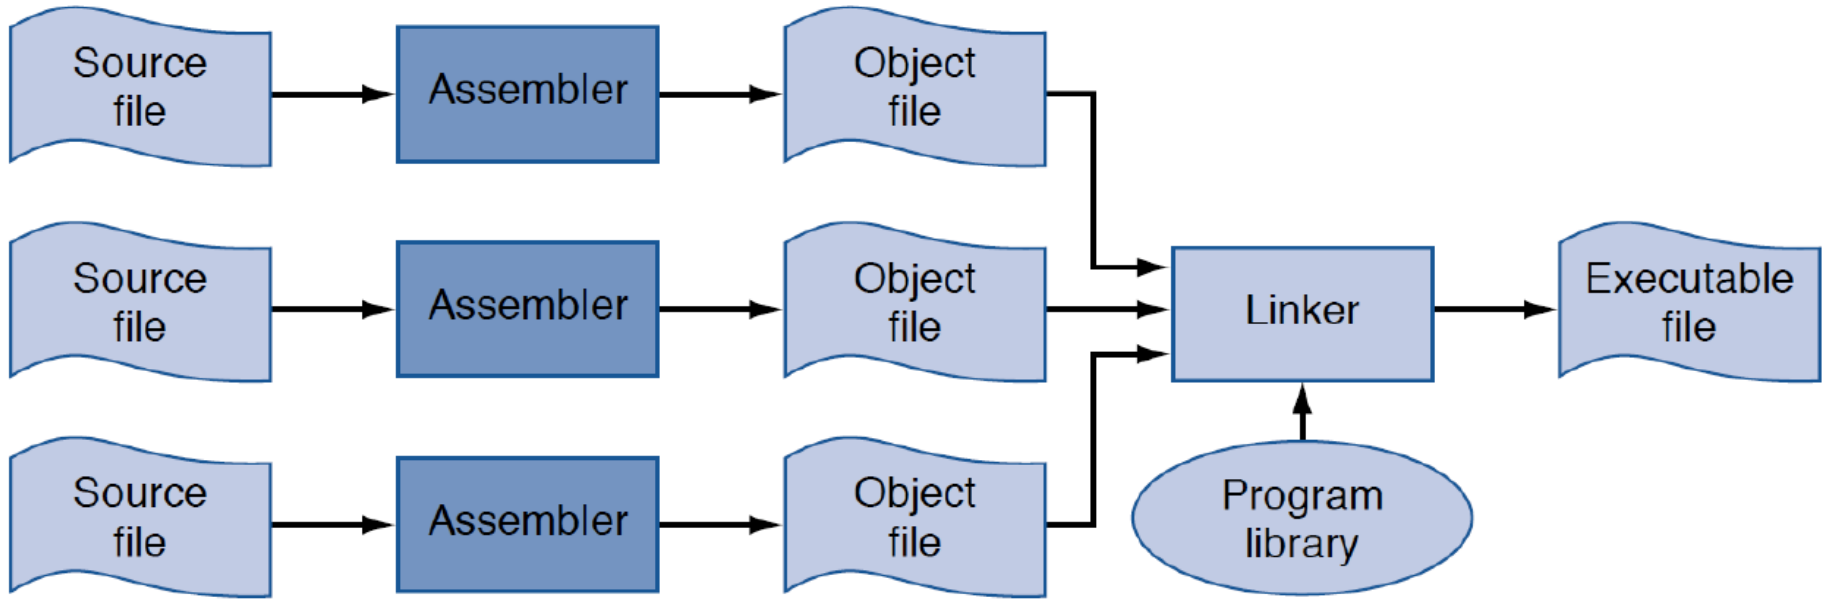 Source
file
Assembler
Object
file
Source
file
Assembler
Object
file
Linker
Executable
file
Source
file
Assembler
Object
file
Program
library